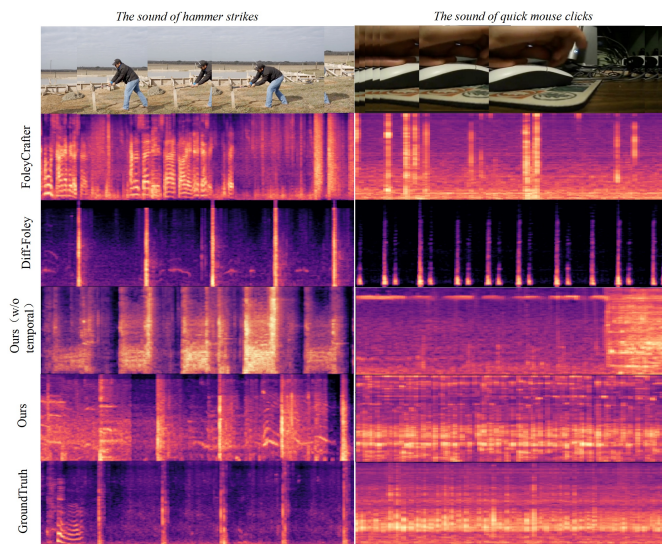 The sound of hammer strikes
The sound of quick mouse clicks
FoleyCrafter
Diff-Foley
Ours（w/o
temporal）
Ours
GroundTruth